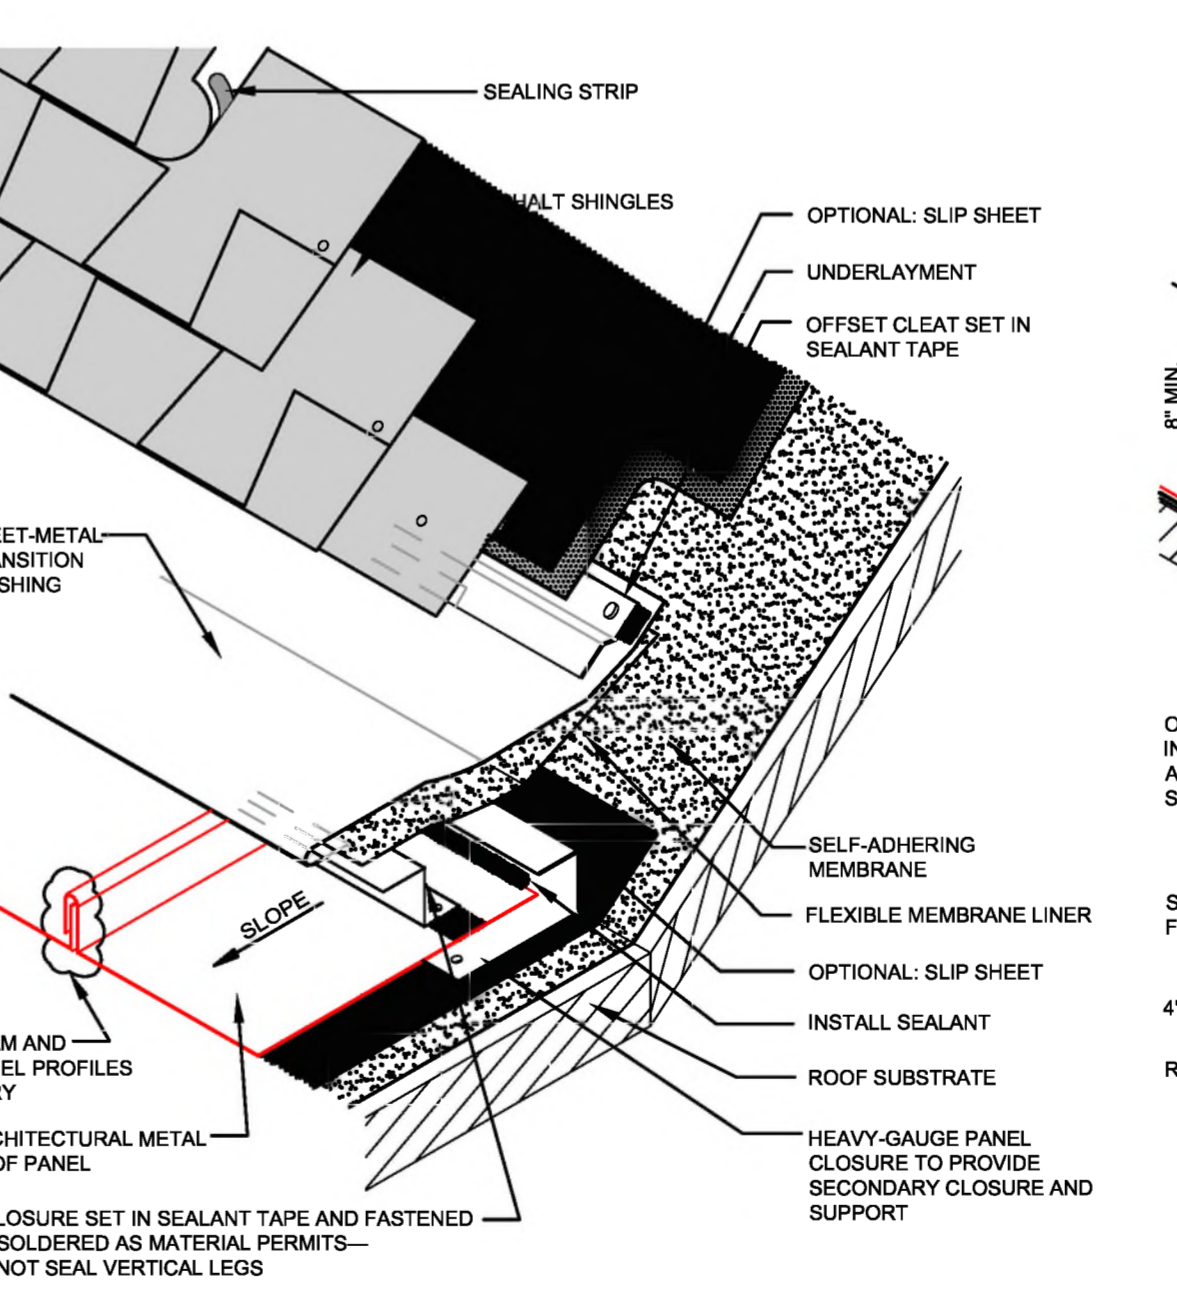 SEALING STRIP
HALT SHINGLES
OPTIONAL: SLIP SHEET
UNDERLAYMENT
OFFSET CLEAT SET IN
SEALANT TAPE
8" MIN.
EET-METAL
ANSITION
SHING
SLOPE
SELF-ADHERING
MEMBRANE
FLEXIBLE MEMBRANE LINER
OPTIONAL: SLIP SHEET
INSTALL SEALANT
ROOF SUBSTRATE
HEAVY-GAUGE PANEL
CLOSURE TO PROVIDE
SECONDARY CLOSURE AND
SUPPORT
AM AND
EL PROFILES
RY
CHITECTURAL METAL
OF PANEL
LOSURE SET IN SEALANT TAPE AND FASTENED
SOLDERED AS MATERIAL PERMITS—
NOT SEAL VERTICAL LEGS